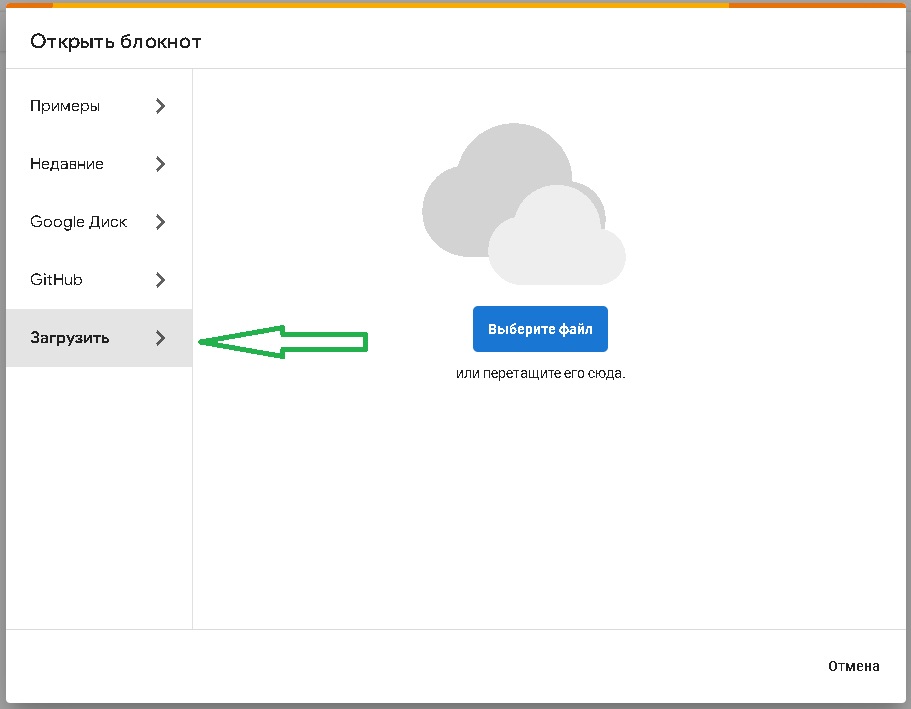 Открыть блокнот
Примеры
Недавние
Google Диск
GitHub
Загрузить
Выберите файл
или перетащите его сюда.
Отмена